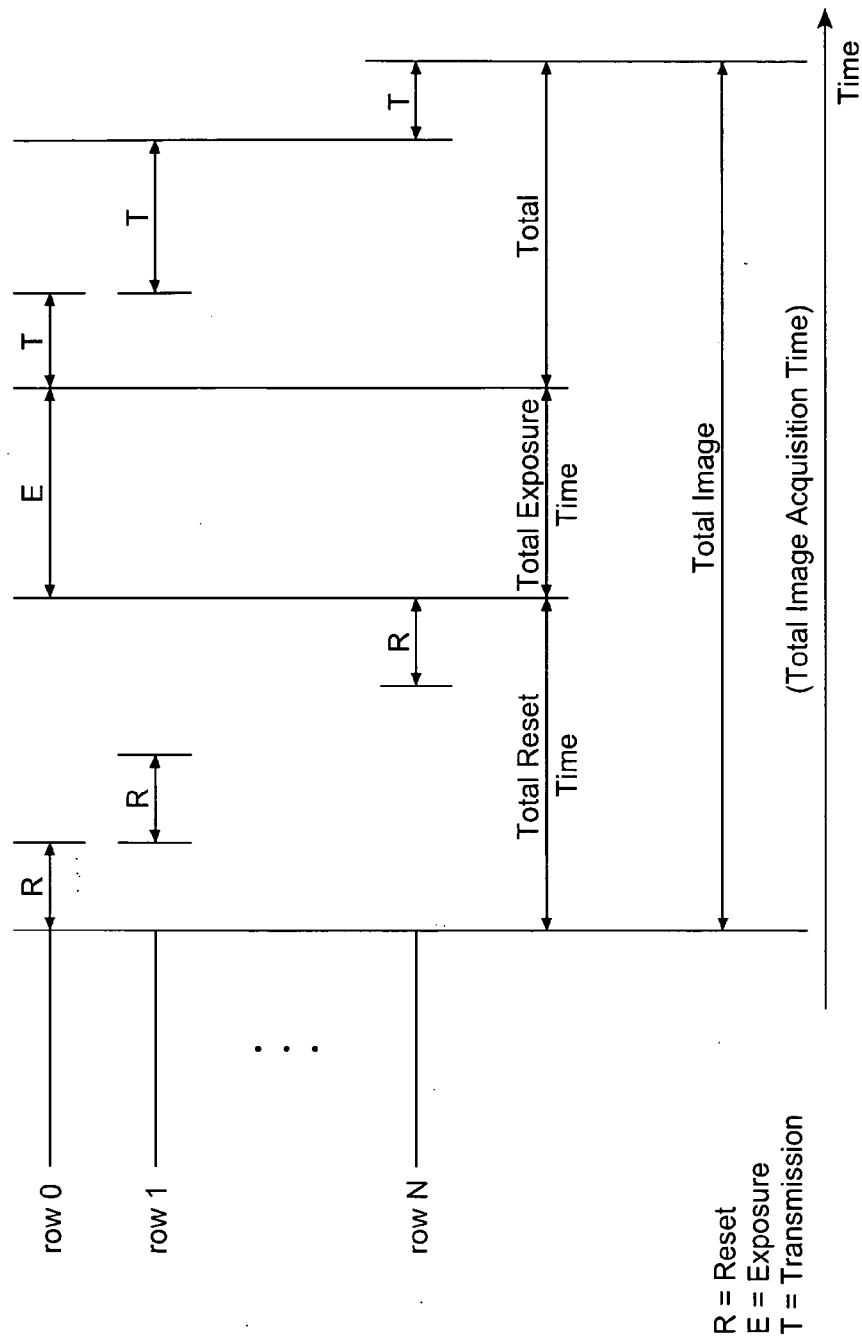 row 0
R
E
T
row 1
R
T
T
. . .
row N
R
Total Reset
Time
Total Exposure
Time
Total
Total Image
(Total Image Acquisition Time)
Time
R = Reset
E = Exposure
T = Transmission